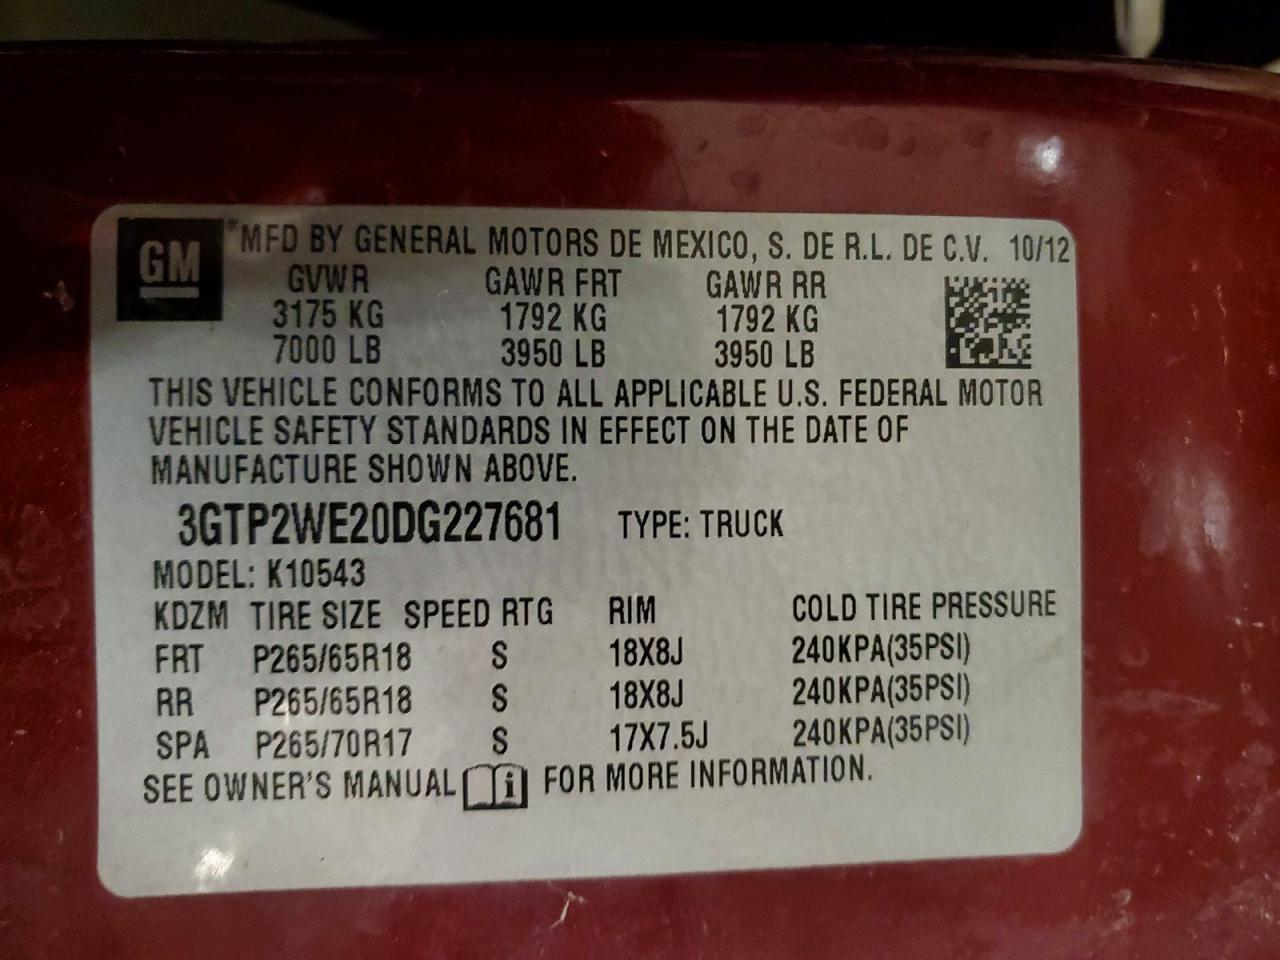 GM *MFD BY GENERAL MOTORS DE MEXICO, S. DE R.L. DE C.V. 10/12
GVWR GAWR FRT GAWR RR
3175 KG 1792 KG 1792 KG
7000 LB 3950 LB 3950 LB
THIS VEHICLE CONFORMS TO ALL APPLICABLE U.S. FEDERAL MOTOR
VEHICLE SAFETY STANDARDS IN EFFECT ON THE DATE OF
MANUFACTURE SHOWN ABOVE.
3GTP2WE20DG227681 TYPE: TRUCK
MODEL: K10543
KDZM TIRE SIZE SPEED RTG RIM COLD TIRE PRESSURE
FRT P265/65R18 S 18X8J 240KPA(35PSI)
RR P265/65R18 S 18X8J 240KPA(35PSI)
SPA P265/70R17 S 17X7.5J 240KPA(35PSI)
SEE OWNER'S MANUAL i FOR MORE INFORMATION.